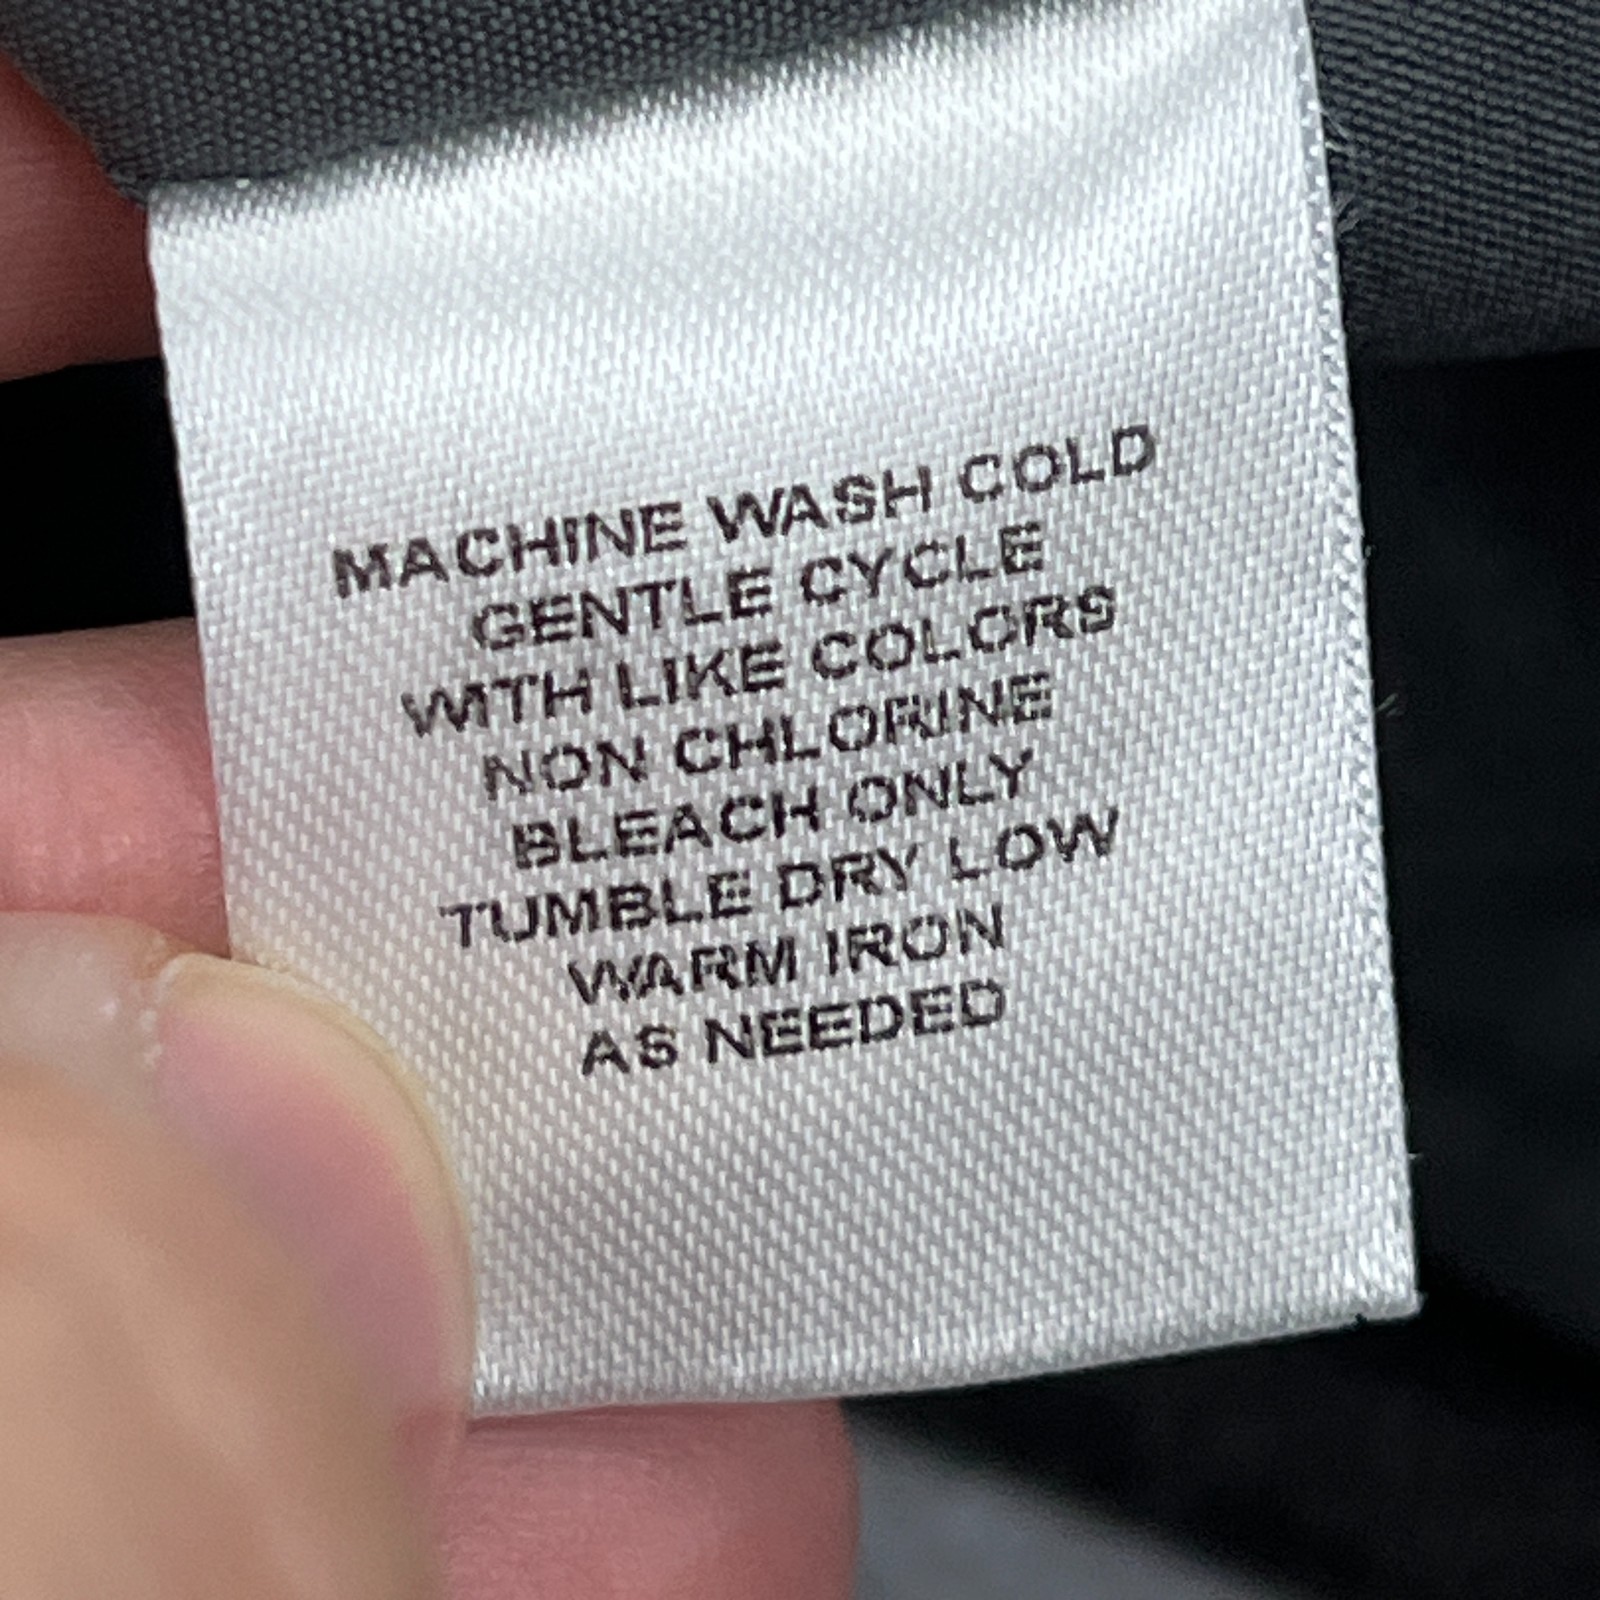 MACHINE WASH COLD
GENTLE CYCLE
WITH LIKE COLORS
NON CHLORINE
BLEACH ONLY
TUMBLE DRY LOW
WARM IRON
AS NEEDED